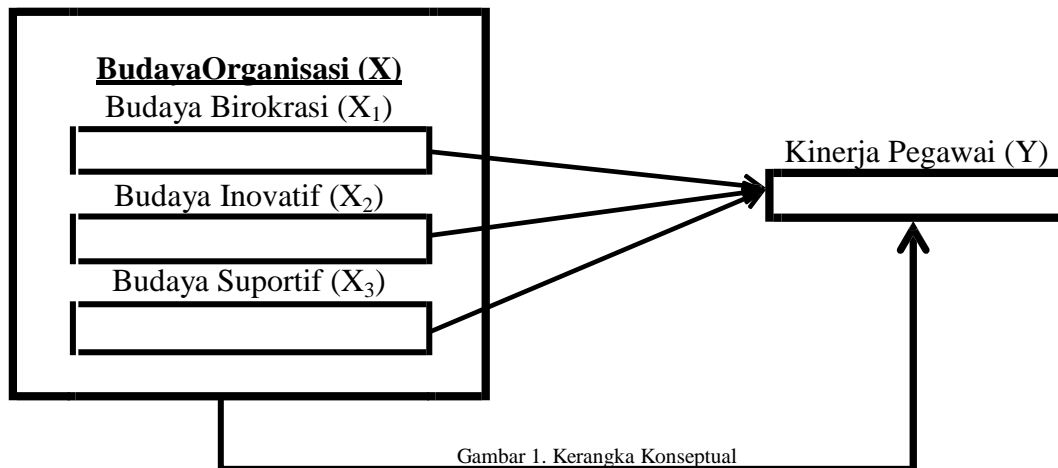 BudayaOrganisasi (X)
Budaya Birokrasi (X₁)
Kinerja Pegawai (Y)
Budaya Inovatif (X₂)
Budaya Suportif (X₃)
Gambar 1. Kerangka Konseptual